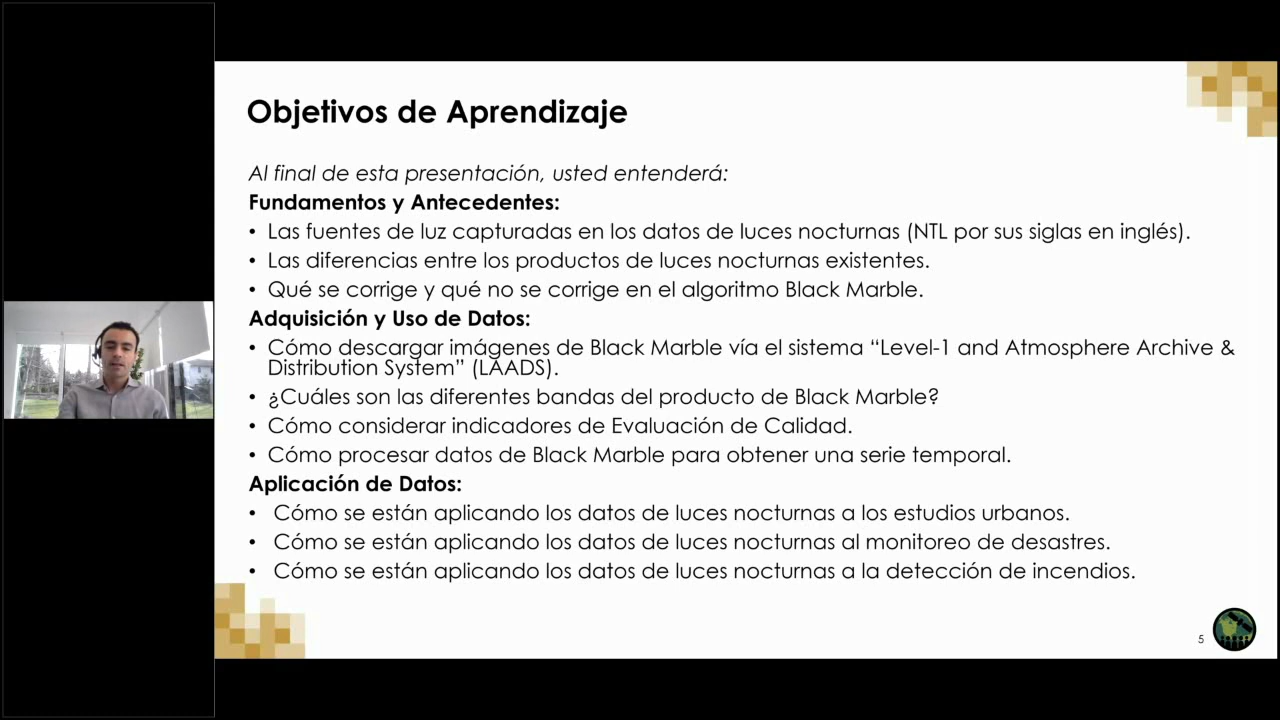 Objetivos de Aprendizaje
Al final de esta presentación, usted entenderá:
Fundamentos y Antecedentes:
• Las fuentes de luz capturadas en los datos de luces nocturnas (NTL por sus siglas en inglés).
• Las diferencias entre los productos de luces nocturnas existentes.
• Qué se corrige y qué no se corrige en el algoritmo Black Marble.
Adquisición y Uso de Datos:
• Cómo descargar imágenes de Black Marble vía el sistema “Level-1 and Atmosphere Archive &
Distribution System” (LAADS).
• ¿Cuáles son las diferentes bandas del producto de Black Marble?
• Cómo considerar indicadores de Evaluación de Calidad.
• Cómo procesar datos de Black Marble para obtener una serie temporal.
Aplicación de Datos:
• Cómo se están aplicando los datos de luces nocturnas a los estudios urbanos.
• Cómo se están aplicando los datos de luces nocturnas al monitoreo de desastres.
• Cómo se están aplicando los datos de luces nocturnas a la detección de incendios.
5